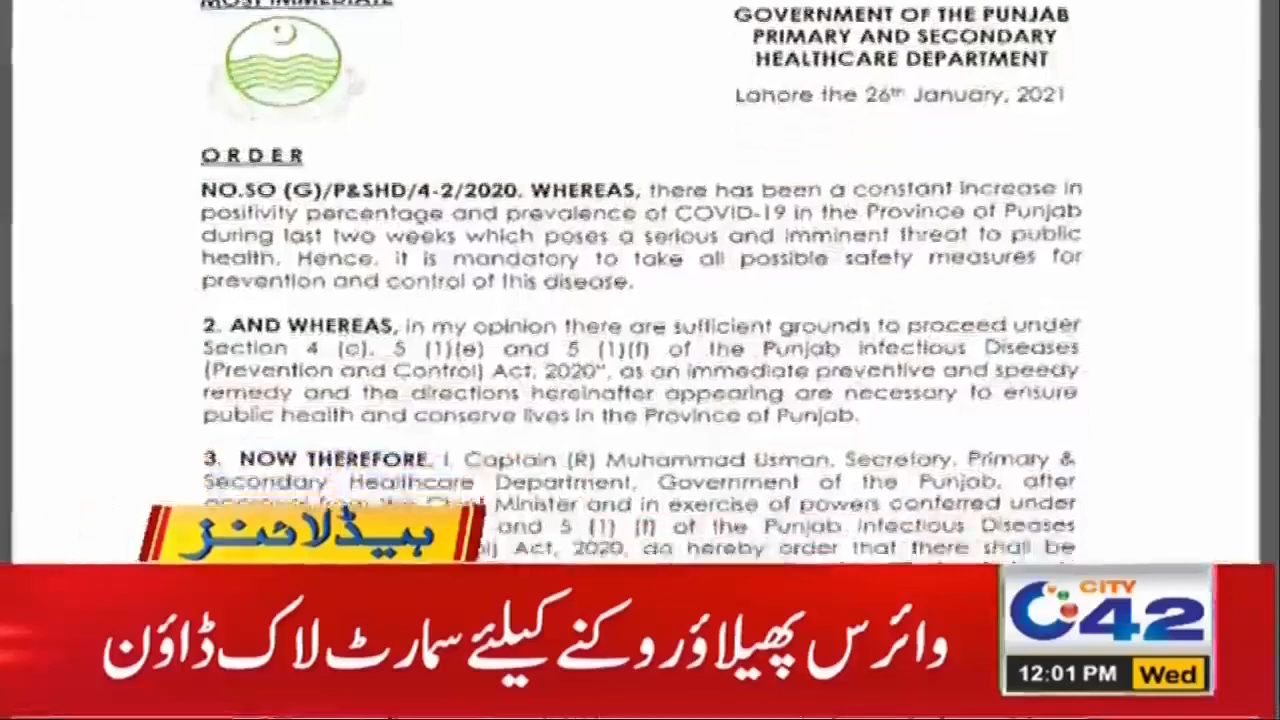 MOST IMMEDIATE
GOVERNMENT OF THE PUNJAB
PRIMARY AND SECONDARY
HEALTHCARE DEPARTMENT
Lahore the 26th January, 2021
ORDER
NO.SO (G)/P&SHD/4-2/2020. WHEREAS, there has been a constant increase in
positivity percentage and prevalence of COVID-19 in the Province of Punjab
during last two weeks which poses a serious and imminent threat to public
health. Hence, it is mandatory to take all possible safety measures for
prevention and control of this disease.
2. AND WHEREAS, in my opinion there are sufficient grounds to proceed under
Section 4 (c), 5 (1)(e) and 5 (1)(f) of the Punjab Infectious Diseases
(Prevention and Control) Act, 2020", as an immediate preventive and speedy
remedy and the directions hereinafter appearing are necessary to ensure
public health and conserve lives in the Province of Punjab.
3. NOW THEREFORE, I, Captain (R) Muhammad Usman, Secretary, Primary &
Secondary Healthcare Department, Government of the Punjab, after
Minister and in exercise of powers conferred under
and 5 (1) (f) of the Punjab Infectious Diseases
Act, 2020, do hereby order that there shall be
ہیڈلائنز
وائرس پھیلاؤ روکنے کیلئے سمارٹ لاک ڈاؤن
CITY
42
12:01 PM Wed